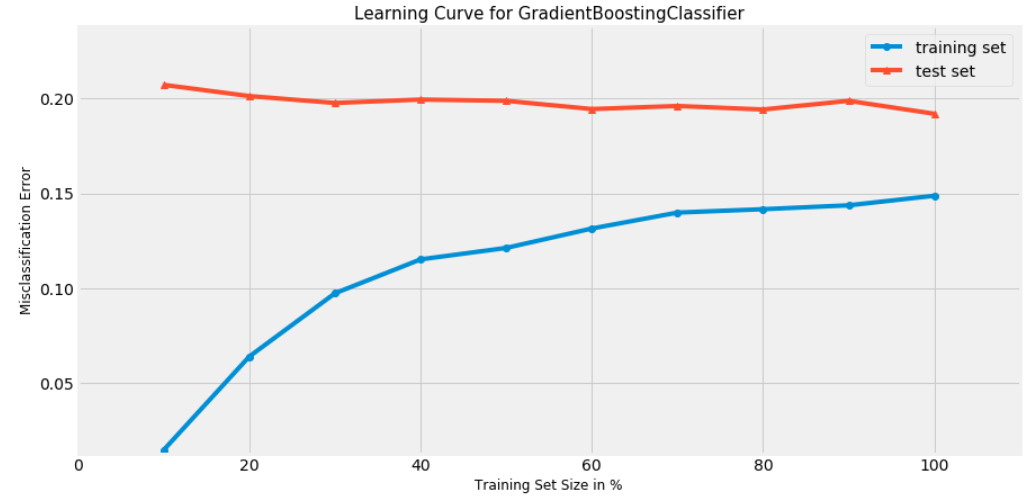 Learning Curve for GradientBoostingClassifier
training set
test set
Misclassification Error
0.20
0.15
0.10
0.05
0 20 40 60 80 100
Training Set Size in %